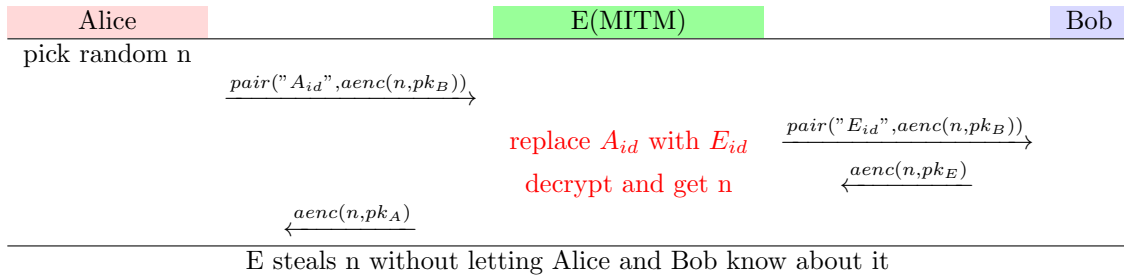 Alice E(MITM) Bob
pick random n
pair("A_id",aenc(n,pk_B))
replace A_id with E_id pair("E_id",aenc(n,pk_B))
decrypt and get n aenc(n,pk_E)
aenc(n,pk_A)
E steals n without letting Alice and Bob know about it